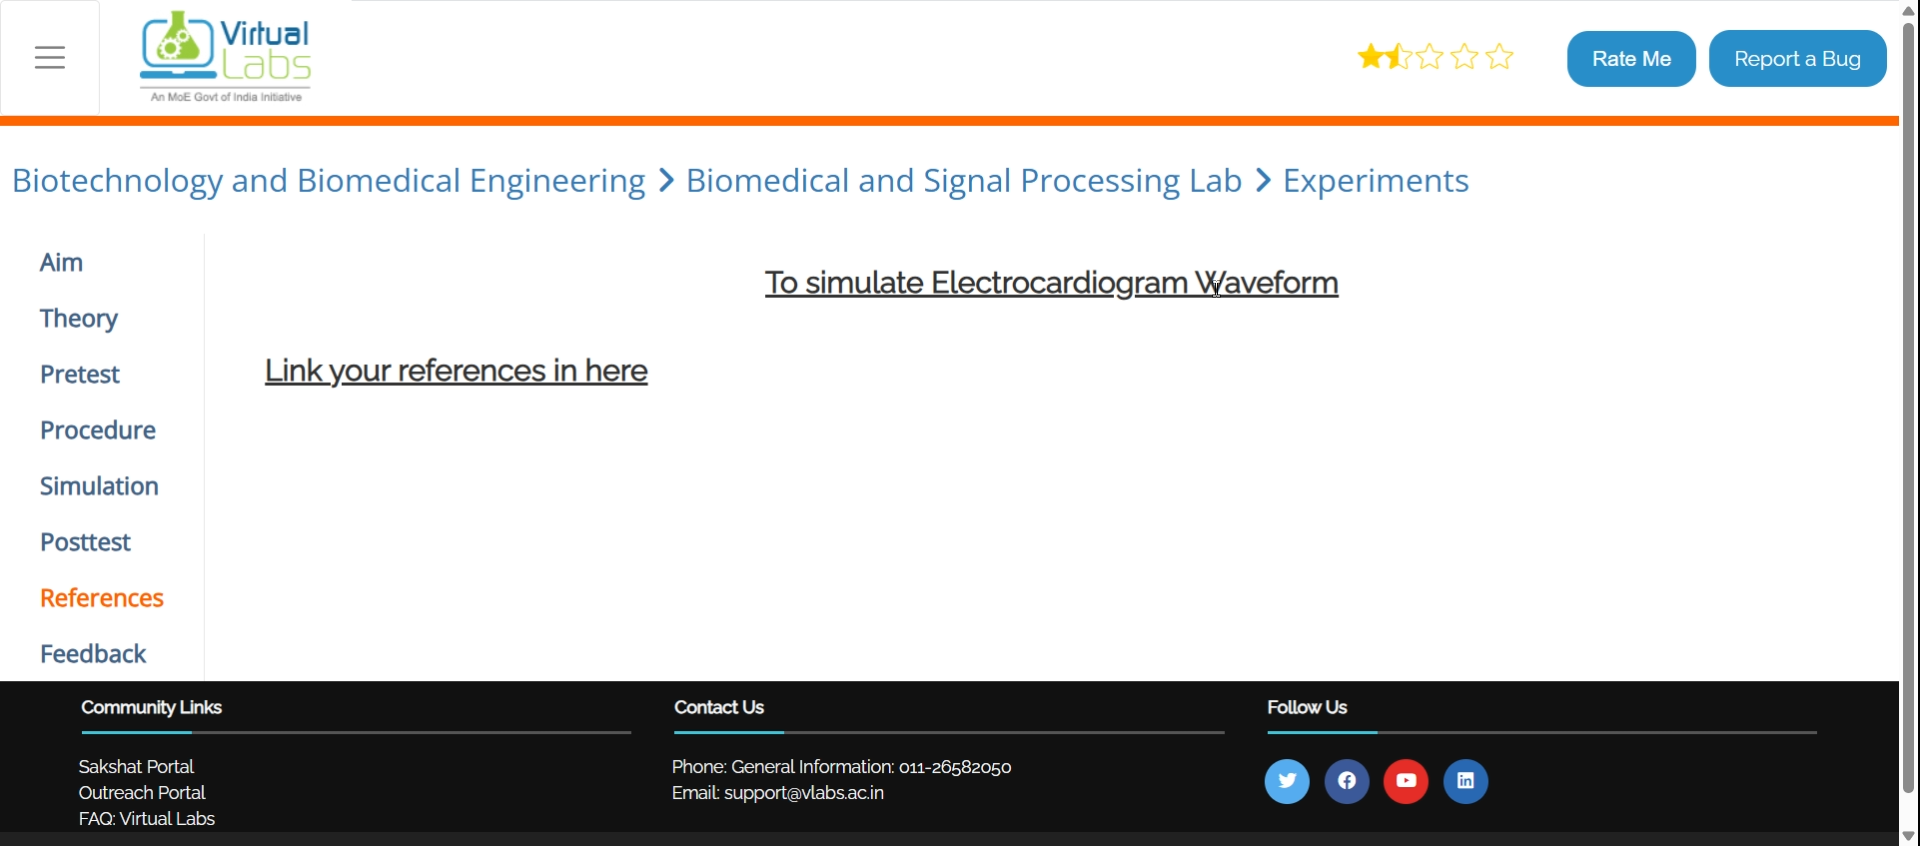 Virtual
Labs
An MoE Govt of India Initiative
Rate Me
Report a Bug
Biotechnology and Biomedical Engineering > Biomedical and Signal Processing Lab > Experiments
Aim
Theory
Pretest
Procedure
Simulation
Posttest
References
Feedback
To simulate Electrocardiogram Waveform
Link your references in here
Community Links
Sakshat Portal
Outreach Portal
FAQ: Virtual Labs
Contact Us
Phone: General Information: 011-26582050
Email: support@vlabs.ac.in
Follow Us